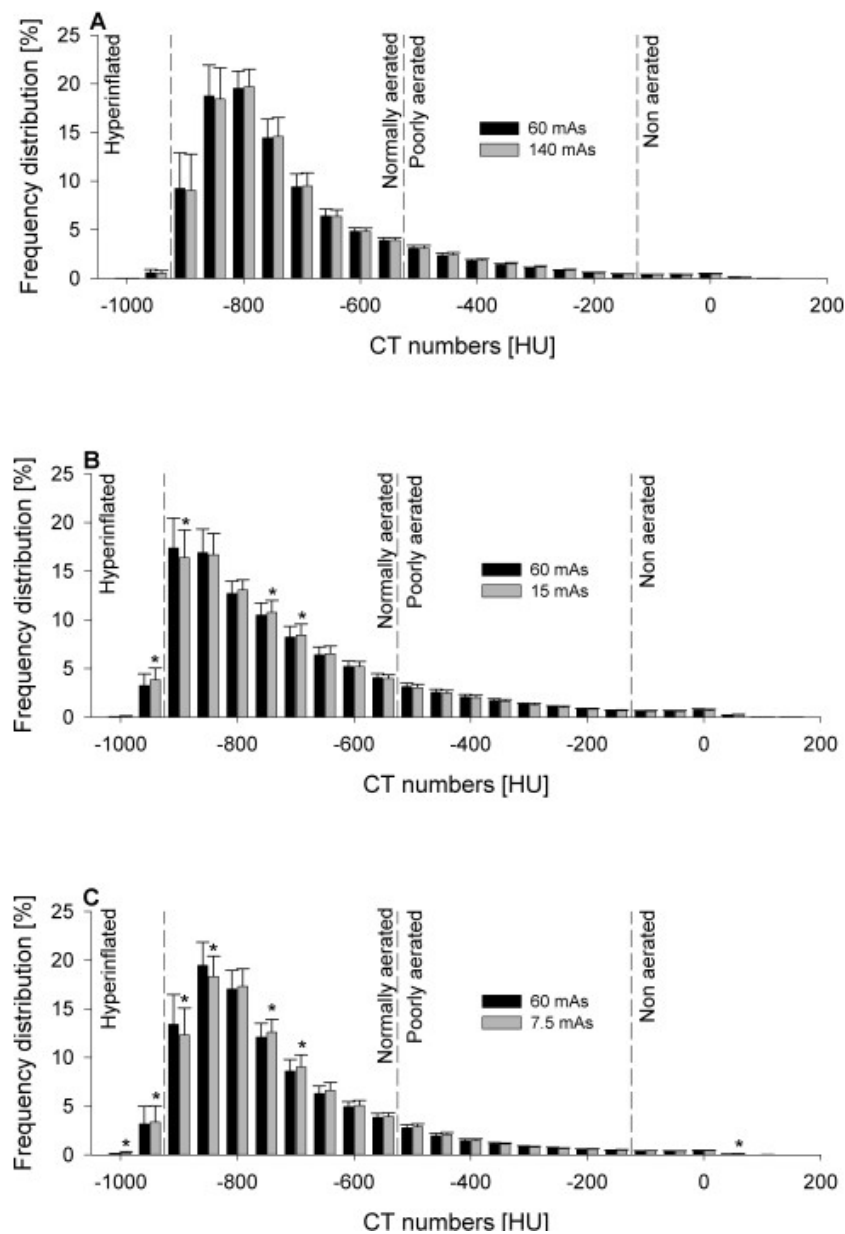 A
Frequency distribution [%]
25
20
15
10
5
0
Hyperinflated
Normally aerated
Poorly aerated
Non aerated
60 mAs
140 mAs
-1000
-800
-600
-400
-200
0
200
CT numbers [HU]
B
Frequency distribution [%]
25
20
15
10
5
0
Hyperinflated
Normally aerated
Poorly aerated
Non aerated
60 mAs
15 mAs
*
*
*
*
-1000
-800
-600
-400
-200
0
200
CT numbers [HU]
C
Frequency distribution [%]
25
20
15
10
5
0
Hyperinflated
Normally aerated
Poorly aerated
Non aerated
60 mAs
7.5 mAs
*
*
*
*
*
*
*
-1000
-800
-600
-400
-200
0
200
CT numbers [HU]